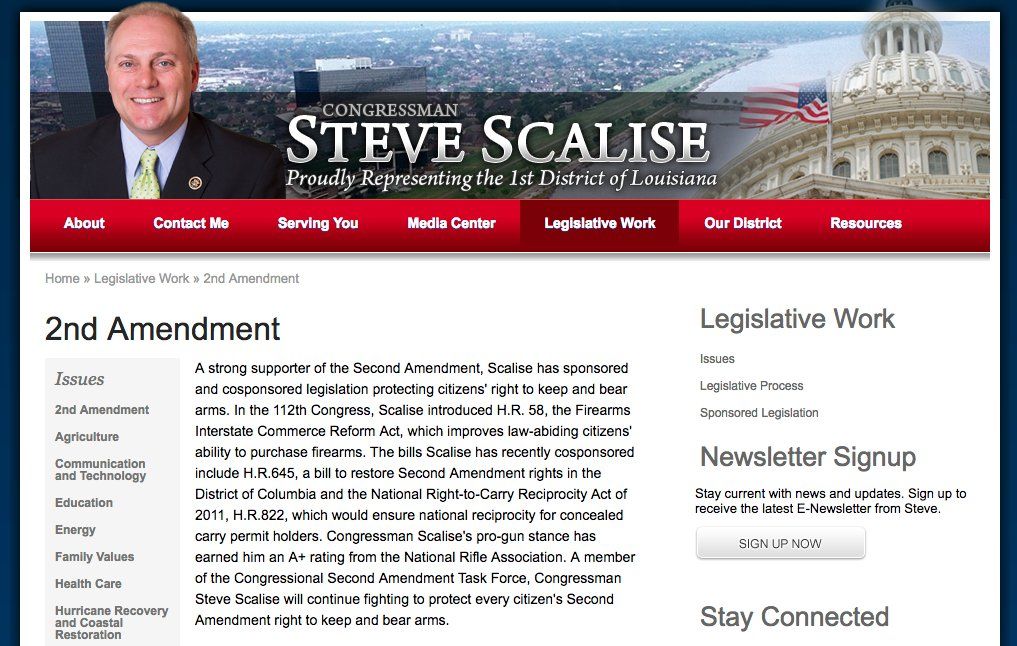 CONGRESSMAN
STEVE SCALISE
Proudly Representing the 1st District of Louisiana
About Contact Me Serving You Media Center Legislative Work Our District Resources
Home » Legislative Work » 2nd Amendment
2nd Amendment
Issues
2nd Amendment
Agriculture
Communication
and Technology
Education
Energy
Family Values
Health Care
Hurricane Recovery
and Coastal
Restoration
A strong supporter of the Second Amendment, Scalise has sponsored
and cosponsored legislation protecting citizens' right to keep and bear
arms. In the 112th Congress, Scalise introduced H.R. 58, the Firearms
Interstate Commerce Reform Act, which improves law-abiding citizens'
ability to purchase firearms. The bills Scalise has recently cosponsored
include H.R.645, a bill to restore Second Amendment rights in the
District of Columbia and the National Right-to-Carry Reciprocity Act of
2011, H.R.822, which would ensure national reciprocity for concealed
carry permit holders. Congressman Scalise's pro-gun stance has
earned him an A+ rating from the National Rifle Association. A member
of the Congressional Second Amendment Task Force, Congressman
Steve Scalise will continue fighting to protect every citizen's Second
Amendment right to keep and bear arms.
Legislative Work
Issues
Legislative Process
Sponsored Legislation
Newsletter Signup
Stay current with news and updates. Sign up to
receive the latest E-Newsletter from Steve.
SIGN UP NOW
Stay Connected